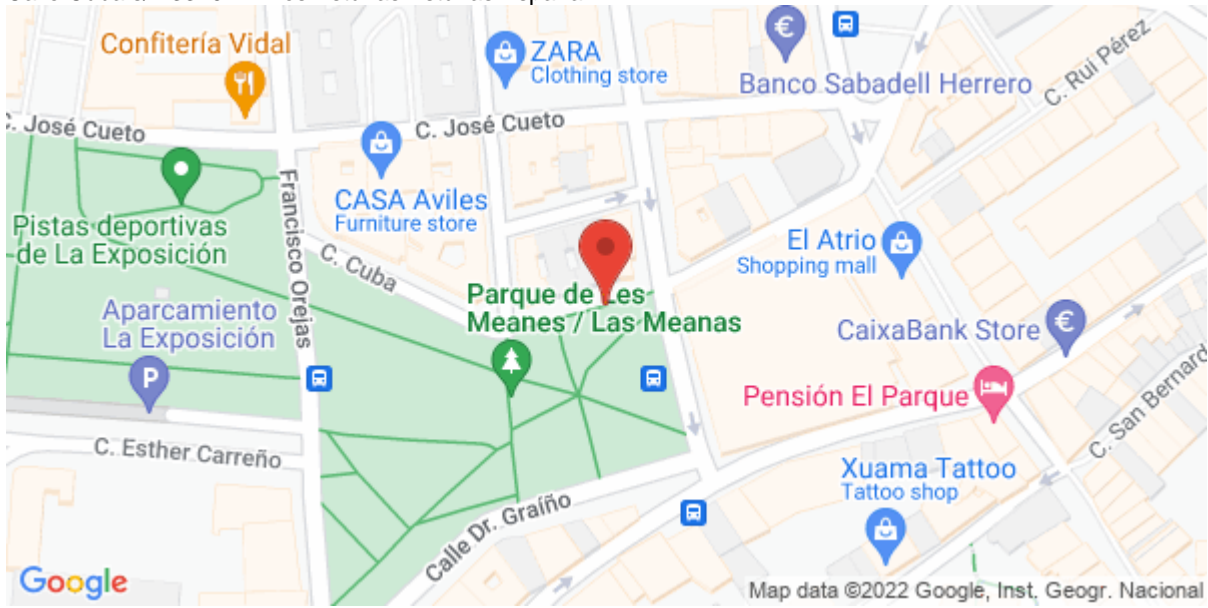 Confitería Vidal
ZARA
Clothing store
Banco Sabadell Herrero
C. Rui Pérez
C. José Cueto
C. José Cueto
CASA Aviles
Furniture store
Pistas deportivas
de La Exposición
Francisco Orejas
C. Cuba
El Atrio
Shopping mall
Parque de Les
Meanes / Las Meanas
Aparcamiento
La Exposición
P
CaixaBank Store
Pensión El Parque
C. San Bernard
C. Esther Carreño
Xuama Tattoo
Tattoo shop
Calle Dr. Graíño
Google
Map data ©2022 Google, Inst. Geogr. Nacional